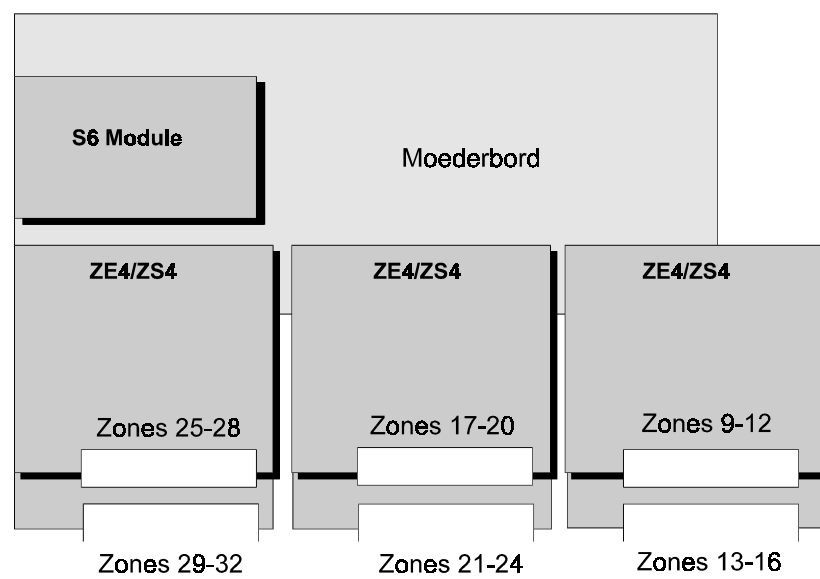 S6 Module
Moederbord
ZE4/ZS4
ZE4/ZS4
ZE4/ZS4
Zones 25-28
Zones 17-20
Zones 9-12
Zones 29-32
Zones 21-24
Zones 13-16